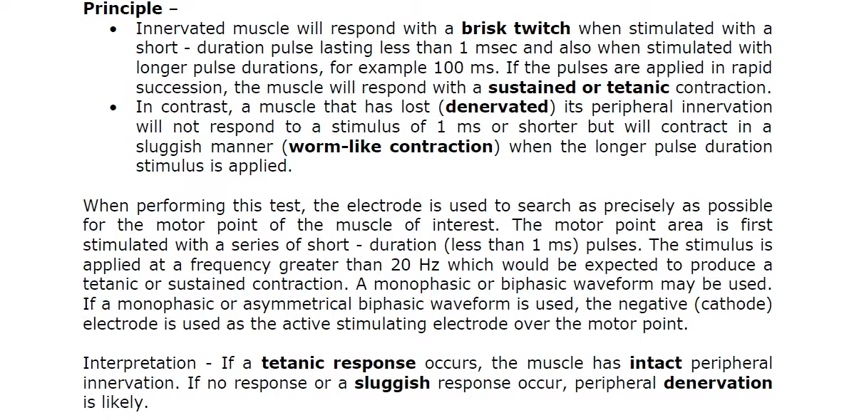 Principle –
• Innervated muscle will respond with a brisk twitch when stimulated with a
short - duration pulse lasting less than 1 msec and also when stimulated with
longer pulse durations, for example 100 ms. If the pulses are applied in rapid
succession, the muscle will respond with a sustained or tetanic contraction.
• In contrast, a muscle that has lost (denervated) its peripheral innervation
will not respond to a stimulus of 1 ms or shorter but will contract in a
sluggish manner (worm-like contraction) when the longer pulse duration
stimulus is applied.
When performing this test, the electrode is used to search as precisely as possible
for the motor point of the muscle of interest. The motor point area is first
stimulated with a series of short - duration (less than 1 ms) pulses. The stimulus is
applied at a frequency greater than 20 Hz which would be expected to produce a
tetanic or sustained contraction. A monophasic or biphasic waveform may be used.
If a monophasic or asymmetrical biphasic waveform is used, the negative (cathode)
electrode is used as the active stimulating electrode over the motor point.
Interpretation - If a tetanic response occurs, the muscle has intact peripheral
innervation. If no response or a sluggish response occur, peripheral denervation
is likely.